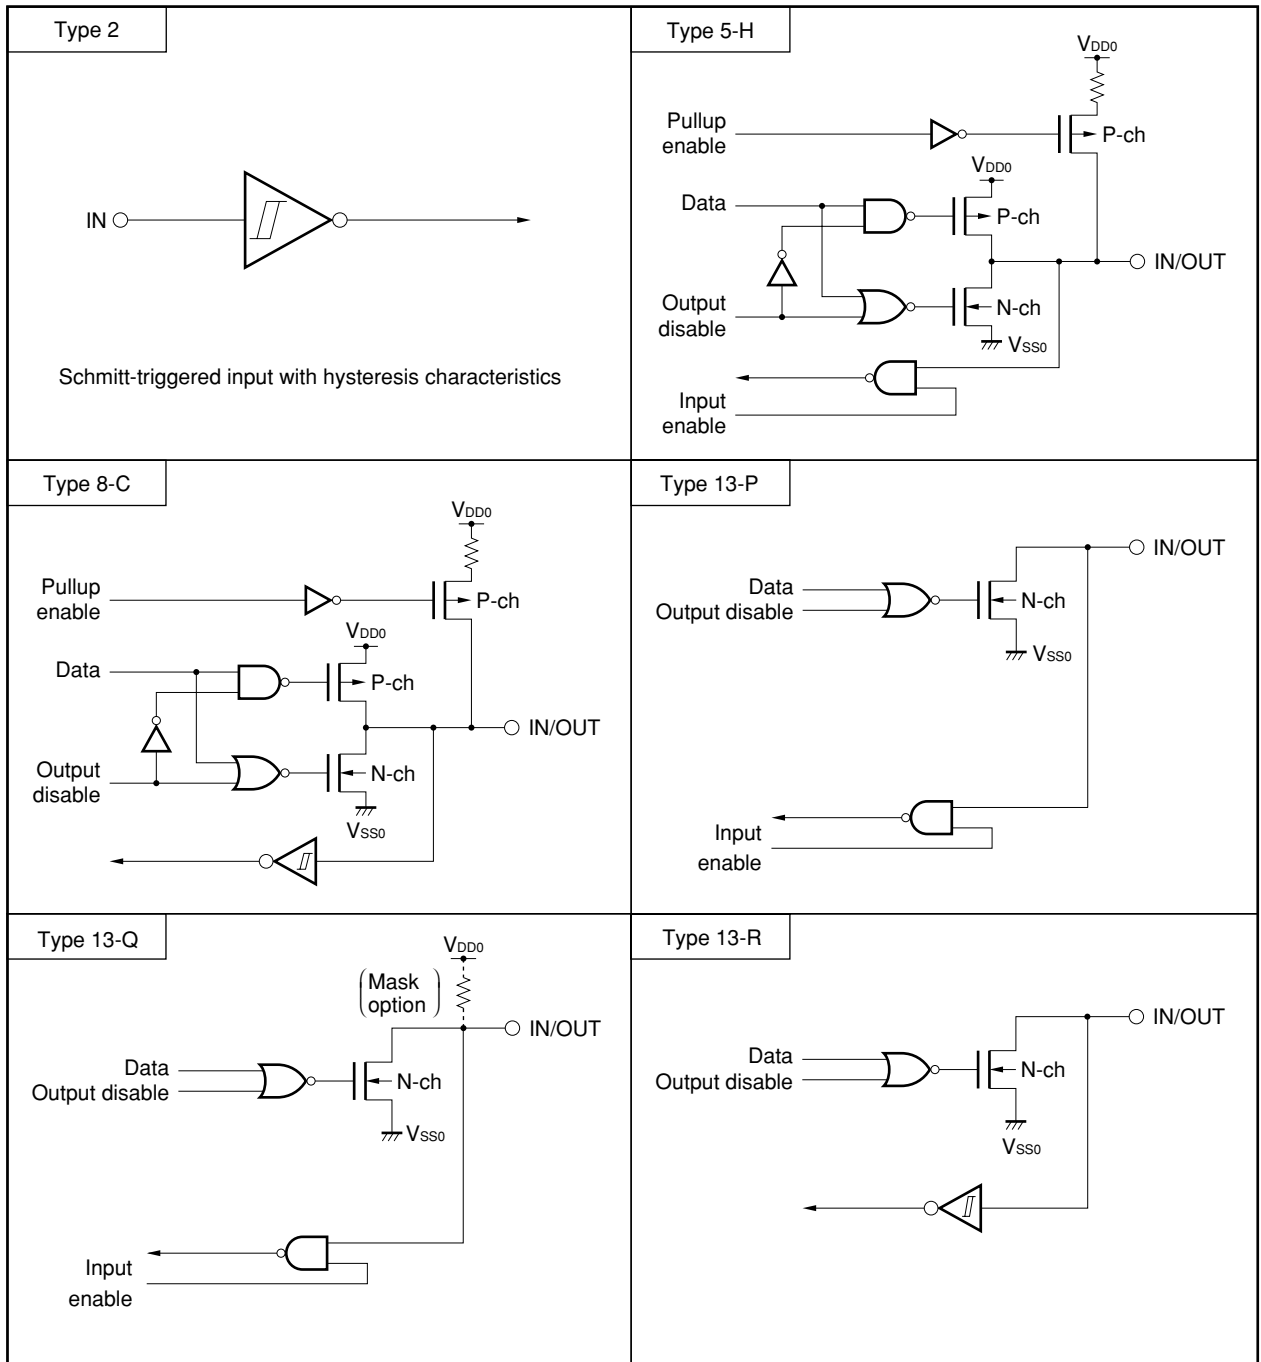 Type 2
IN
Schmitt-triggered input with hysteresis characteristics
Type 5-H
VDD0
Pullup
enable
P-ch
VDD0
Data
P-ch
IN/OUT
Output
disable
N-ch
VSS0
Input
enable
Type 8-C
VDD0
Pullup
enable
P-ch
VDD0
Data
P-ch
IN/OUT
Output
disable
N-ch
VSS0
Type 13-P
IN/OUT
Data
Output disable
N-ch
VSS0
Input
enable
Type 13-Q
VDD0
(Mask
option)
IN/OUT
Data
Output disable
N-ch
VSS0
Input
enable
Type 13-R
IN/OUT
Data
Output disable
N-ch
VSS0